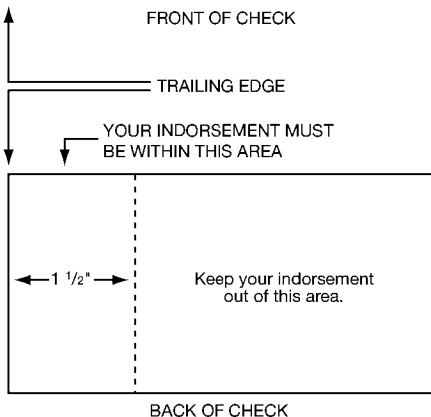 FRONT OF CHECK
TRAILING EDGE
YOUR INDORSEMENT MUST
BE WITHIN THIS AREA
1 1/2"
Keep your indorsement
out of this area.
BACK OF CHECK